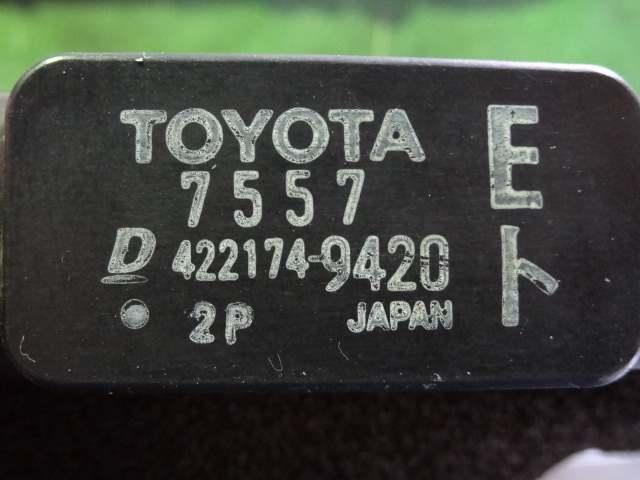 TOYOTA
7557
D 422174-9420
2P JAPAN
E
ト